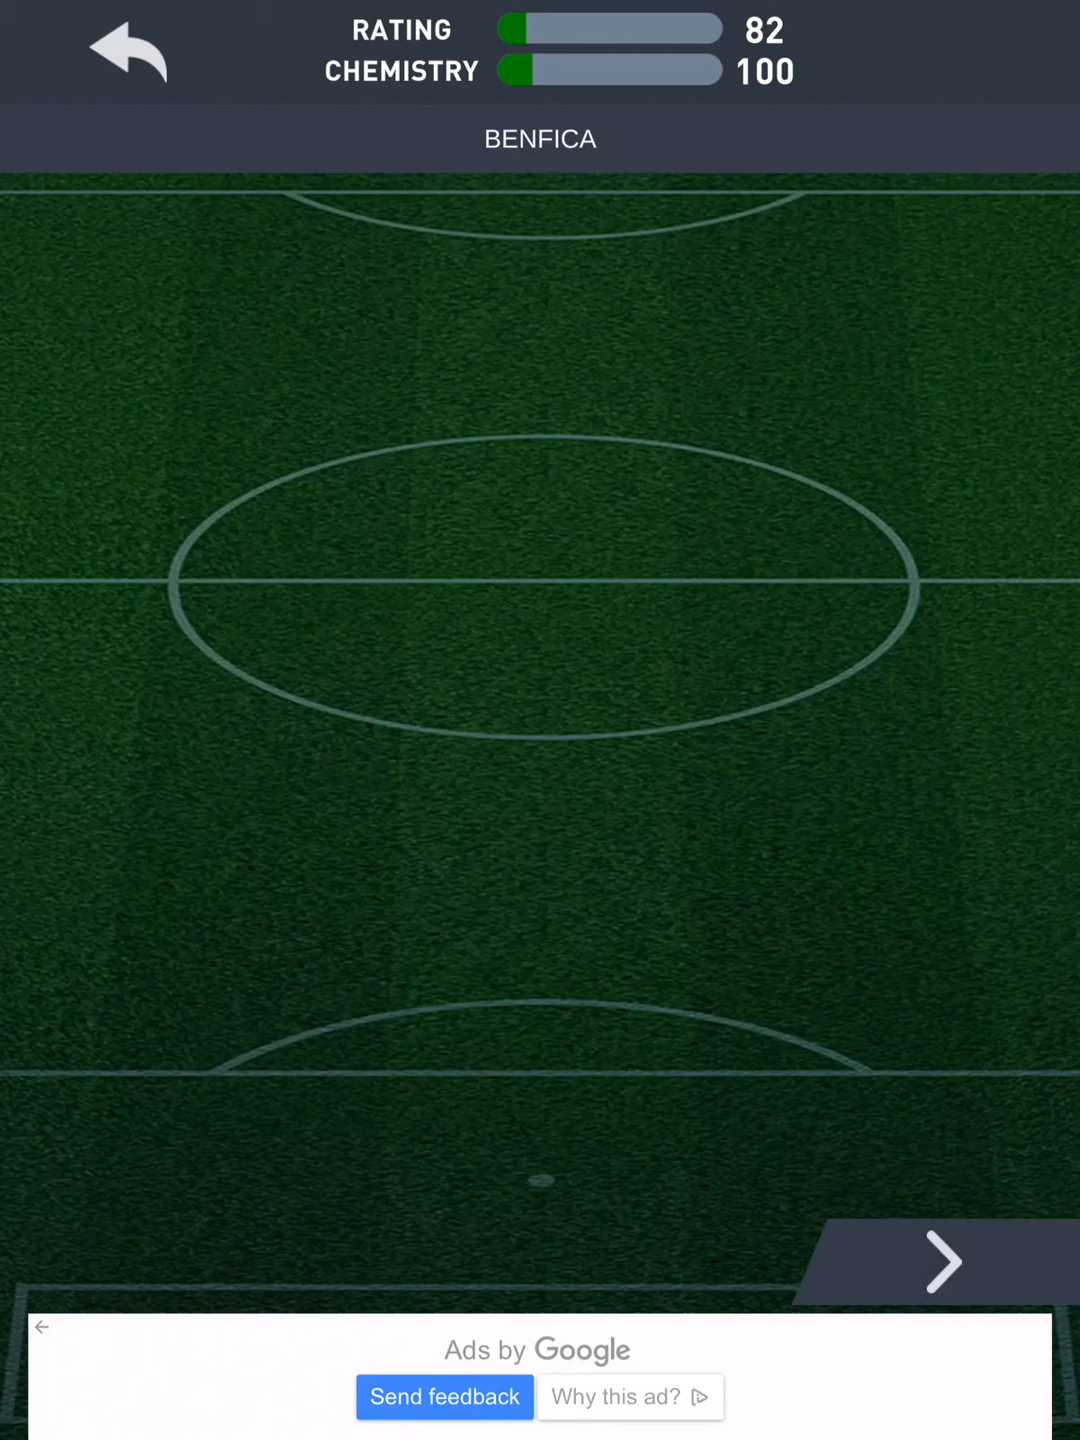 RATING 82
CHEMISTRY 100
BENFICA
Ads by Google
Send feedback Why this ad?